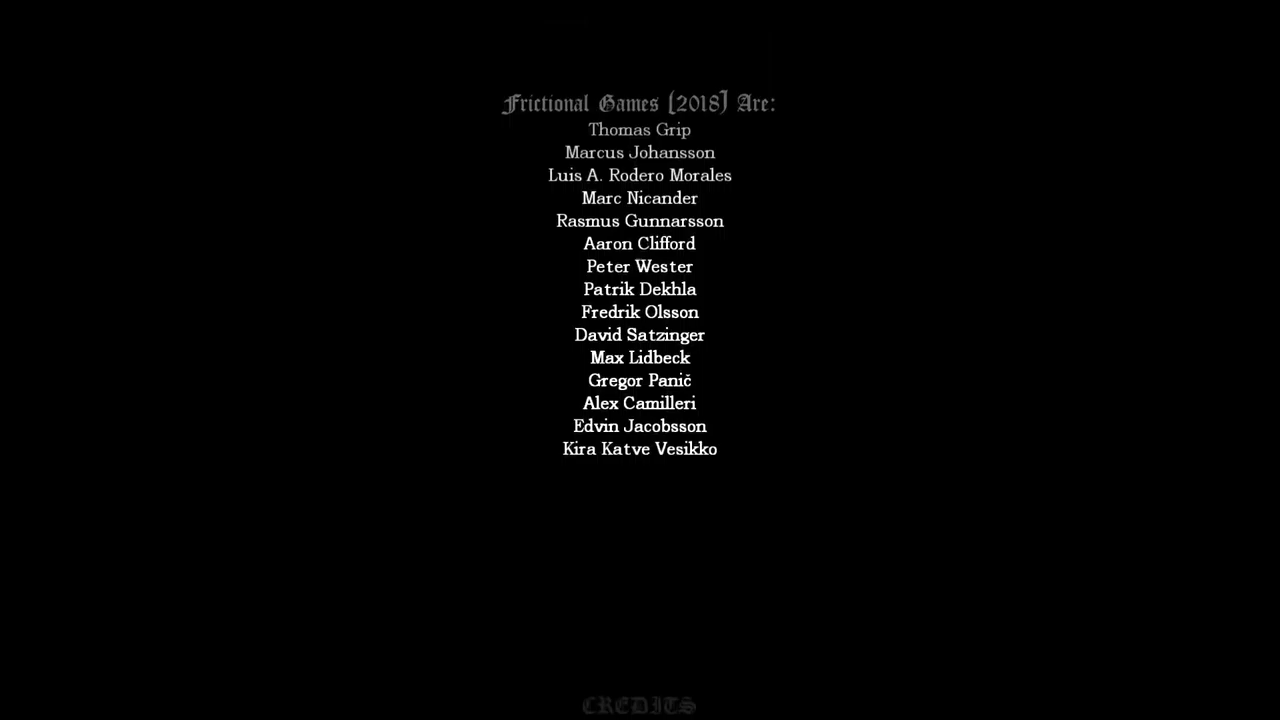 Frictional Games [2018] Are:
Thomas Grip
Marcus Johansson
Luis A. Rodero Morales
Marc Nicander
Rasmus Gunnarsson
Aaron Clifford
Peter Wester
Patrik Dekhla
Fredrik Olsson
David Satzinger
Max Lidbeck
Gregor Panič
Alex Camilleri
Edvin Jacobsson
Kira Katve Vesikko
CREDITS